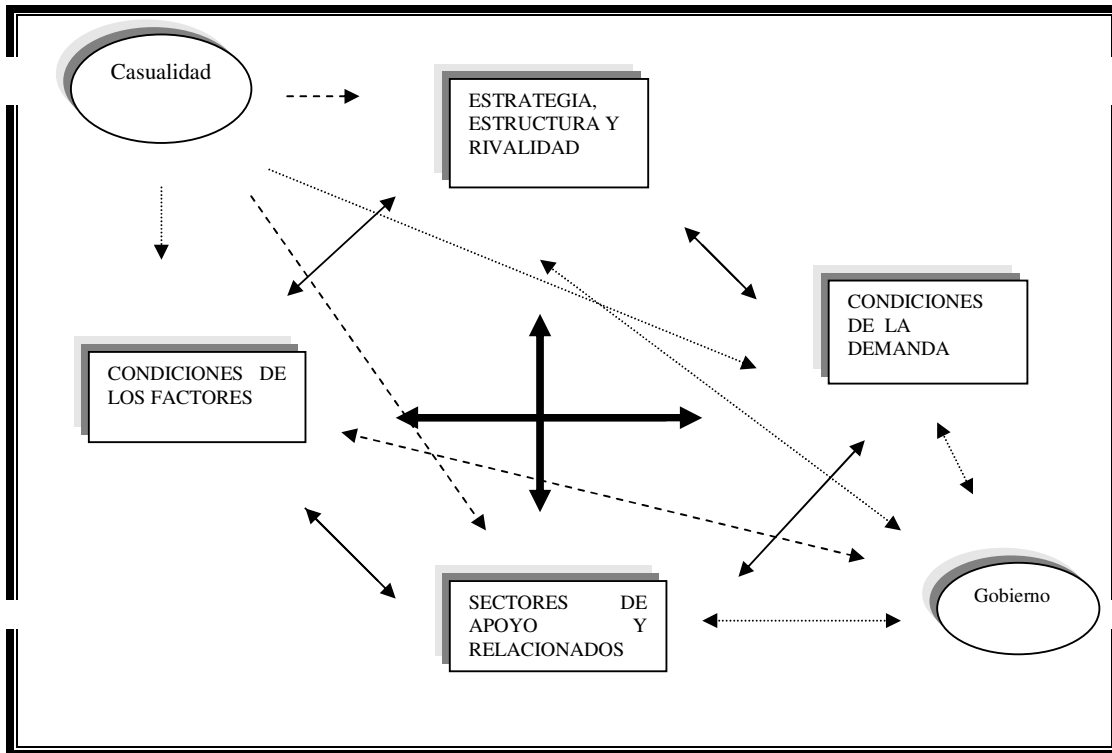 Casualidad
ESTRATEGIA,
ESTRUCTURA Y
RIVALIDAD
CONDICIONES
DE LA
DEMANDA
CONDICIONES DE
LOS FACTORES
SECTORES DE
APOYO Y
RELACIONADOS
Gobierno